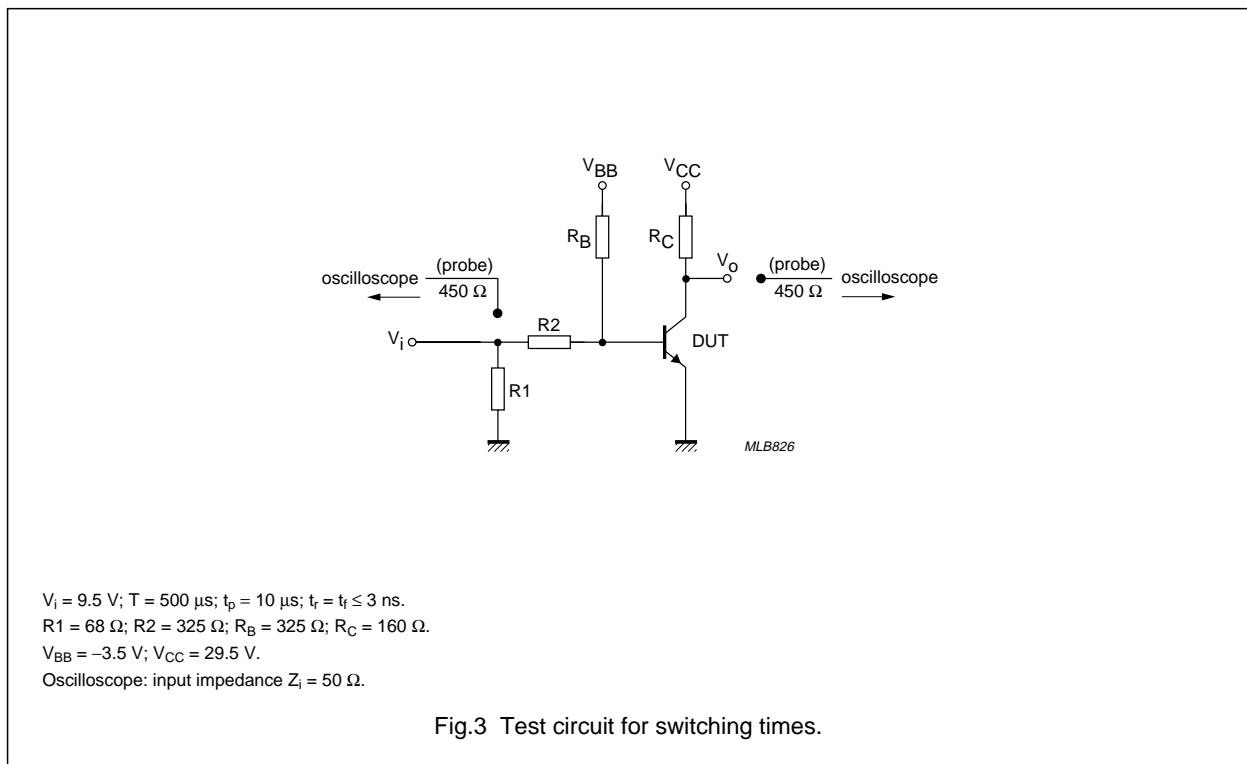 V_BB
V_CC
R_B
R_C
V_o
(probe)
450 Ω
oscilloscope
(probe)
450 Ω
oscilloscope
V_i
R2
DUT
R1
MLB826
V_i = 9.5 V; T = 500 μs; t_p = 10 μs; t_r = t_f ≤ 3 ns.
R1 = 68 Ω; R2 = 325 Ω; R_B = 325 Ω; R_C = 160 Ω.
V_BB = −3.5 V; V_CC = 29.5 V.
Oscilloscope: input impedance Z_i = 50 Ω.
Fig.3 Test circuit for switching times.